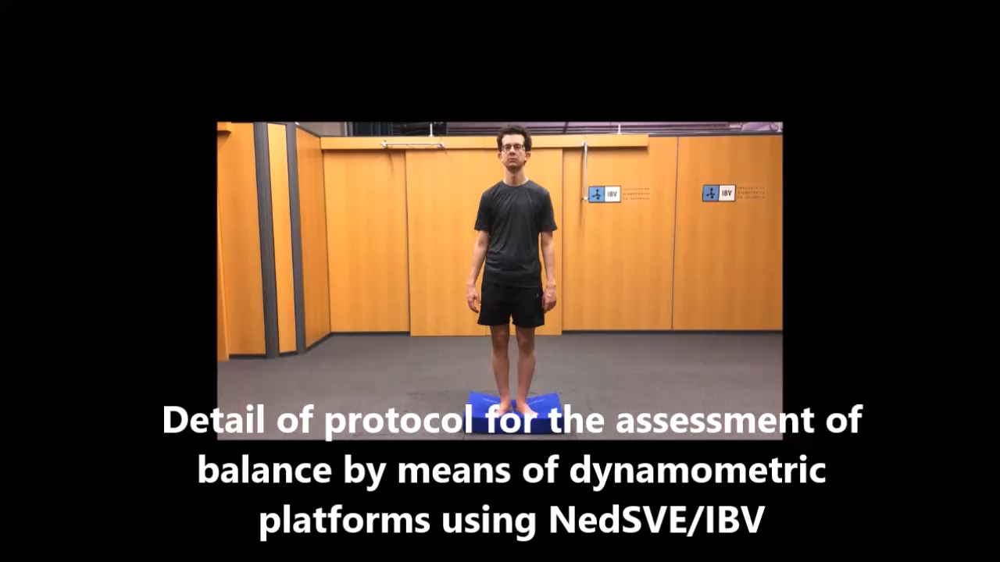 IBV
IBV
Detail of protocol for the assessment of
balance by means of dynamometric
platforms using NedSVE/IBV